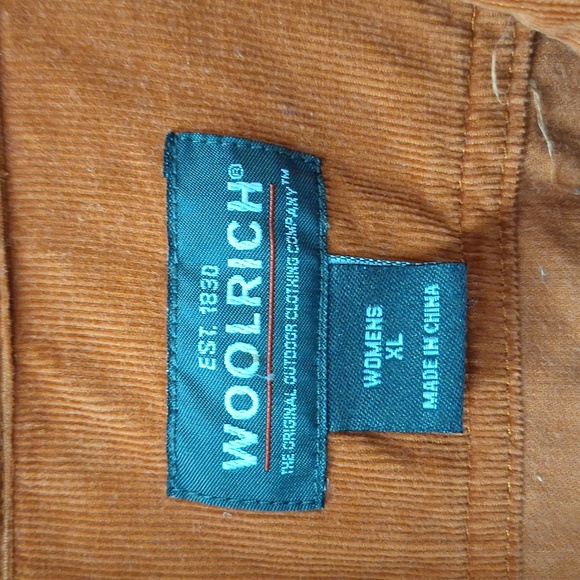 EST. 1830
WOOLRICH®
THE ORIGINAL OUTDOOR CLOTHING COMPANY™
WOMENS
XL
MADE IN CHINA